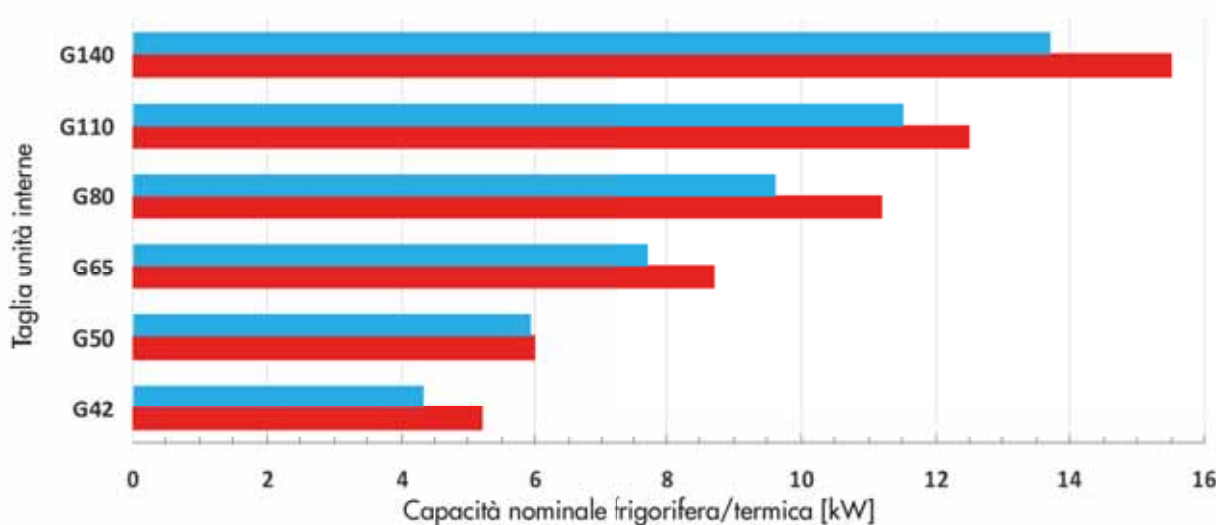 G140
G110
G80
G65
G50
G42
Taglia unità interne
0 2 4 6 8 10 12 14 16
Capacità nominale frigorifera/termica [kW]